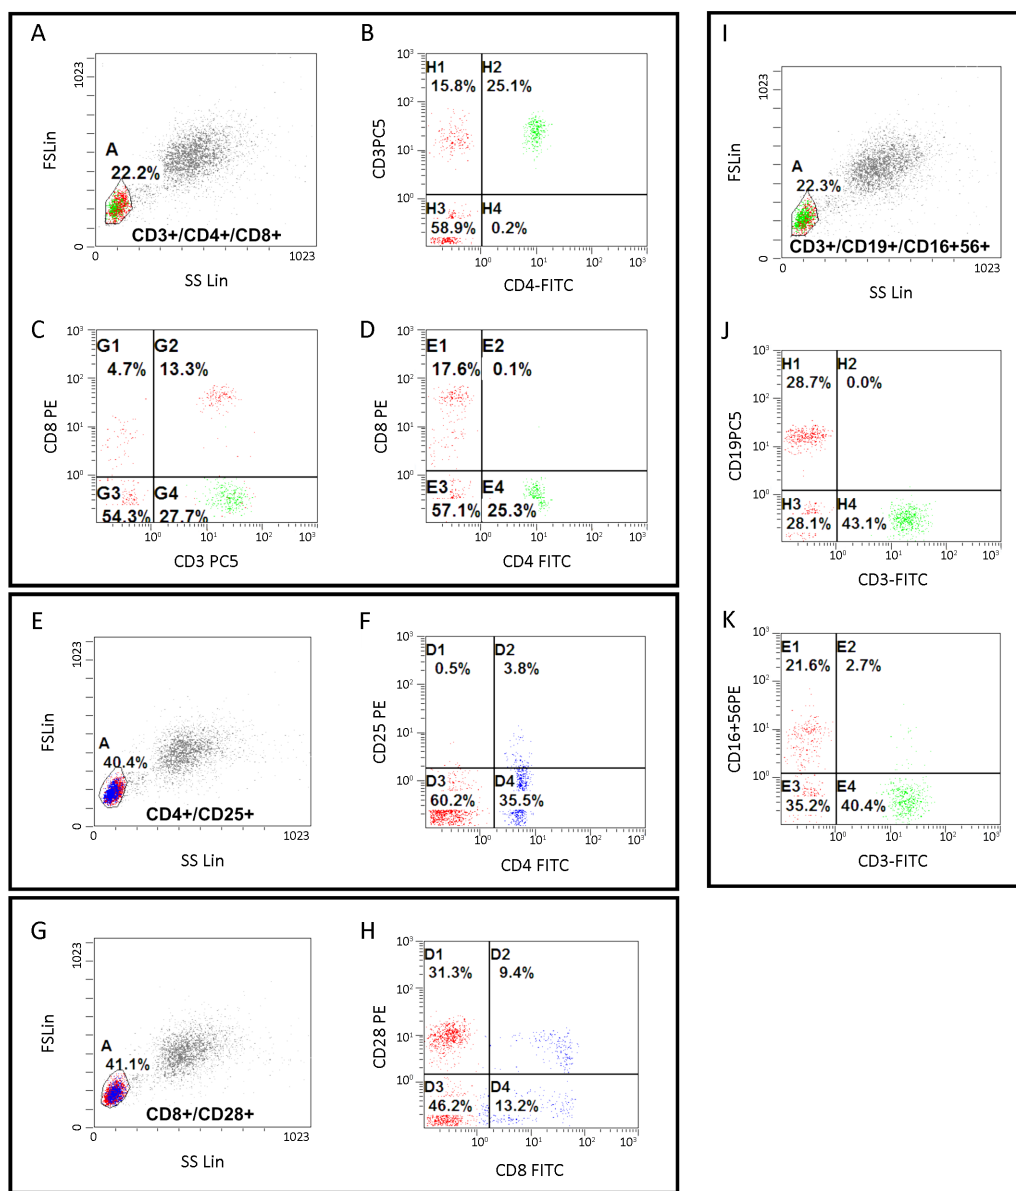 A
1023
FSLin
A
22.2%
0
CD3+/CD4+/CD8+
0
1023
SS Lin
B
10³
H1
H2
15.8%
25.1%
10²
CD3PC5
10¹
10⁰
H3
H4
58.9%
0.2%
10⁰
10¹
10²
10³
CD4-FITC
C
10³
G1
G2
4.7%
13.3%
10²
CD8 PE
10¹
10⁰
G3
G4
54.3%
27.7%
10⁰
10¹
10²
10³
CD3 PC5
D
10³
E1
E2
17.6%
0.1%
10²
CD8 PE
10¹
10⁰
E3
E4
57.1%
25.3%
10⁰
10¹
10²
10³
CD4 FITC
E
1023
FSLin
A
40.4%
0
CD4+/CD25+
0
1023
SS Lin
F
10³
D1
D2
0.5%
3.8%
10²
CD25 PE
10¹
10⁰
D3
D4
60.2%
35.5%
10⁰
10¹
10²
10³
CD4 FITC
G
1023
FSLin
A
41.1%
0
CD8+/CD28+
0
1023
SS Lin
H
10³
D1
D2
31.3%
9.4%
10²
CD28 PE
10¹
10⁰
D3
D4
46.2%
13.2%
10⁰
10¹
10²
10³
CD8 FITC
I
1023
FSLin
A
22.3%
0
CD3+/CD19+/CD16+56+
0
1023
SS Lin
J
10³
H1
H2
28.7%
0.0%
10²
CD19PC5
10¹
10⁰
H3
H4
28.1%
43.1%
10⁰
10¹
10²
10³
CD3-FITC
K
10³
E1
E2
21.6%
2.7%
10²
CD16+56PE
10¹
10⁰
E3
E4
35.2%
40.4%
10⁰
10¹
10²
10³
CD3-FITC